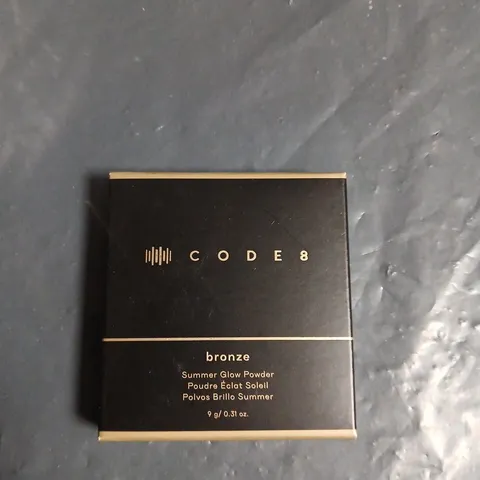 CODE8
bronze
Summer Glow Powder
Poudre Éclat Soleil
Polvos Brillo Summer
9 g/ 0.31 oz.